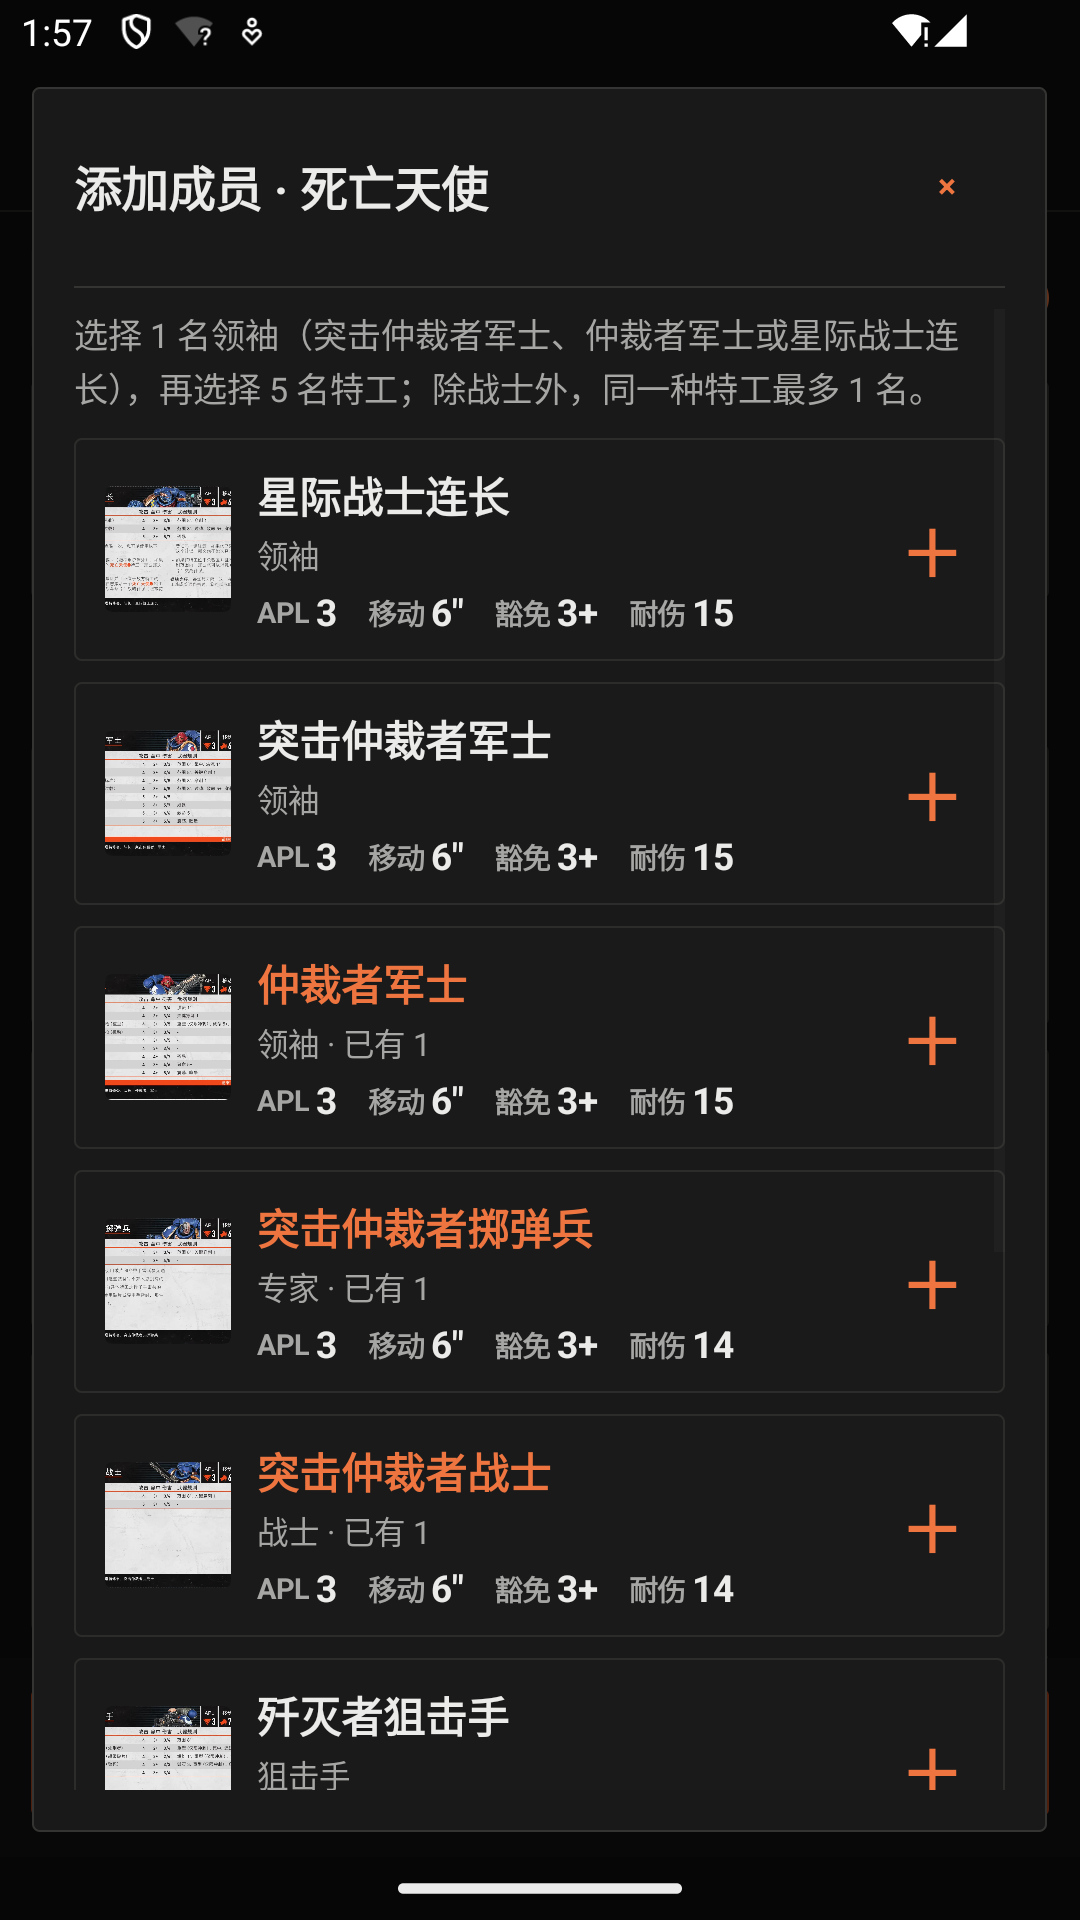 1:57
添加成员 · 死亡天使
×
选择 1 名领袖（突击仲裁者军士、仲裁者军士或星际战士连
长），再选择 5 名特工；除战士外，同一种特工最多 1 名。
星际战士连长
领袖
APL 3 移动 6" 豁免 3+ 耐伤 15
突击仲裁者军士
领袖
APL 3 移动 6" 豁免 3+ 耐伤 15
仲裁者军士
领袖 · 已有 1
APL 3 移动 6" 豁免 3+ 耐伤 15
突击仲裁者掷弹兵
专家 · 已有 1
APL 3 移动 6" 豁免 3+ 耐伤 14
突击仲裁者战士
战士 · 已有 1
APL 3 移动 6" 豁免 3+ 耐伤 14
歼灭者狙击手
狙击手